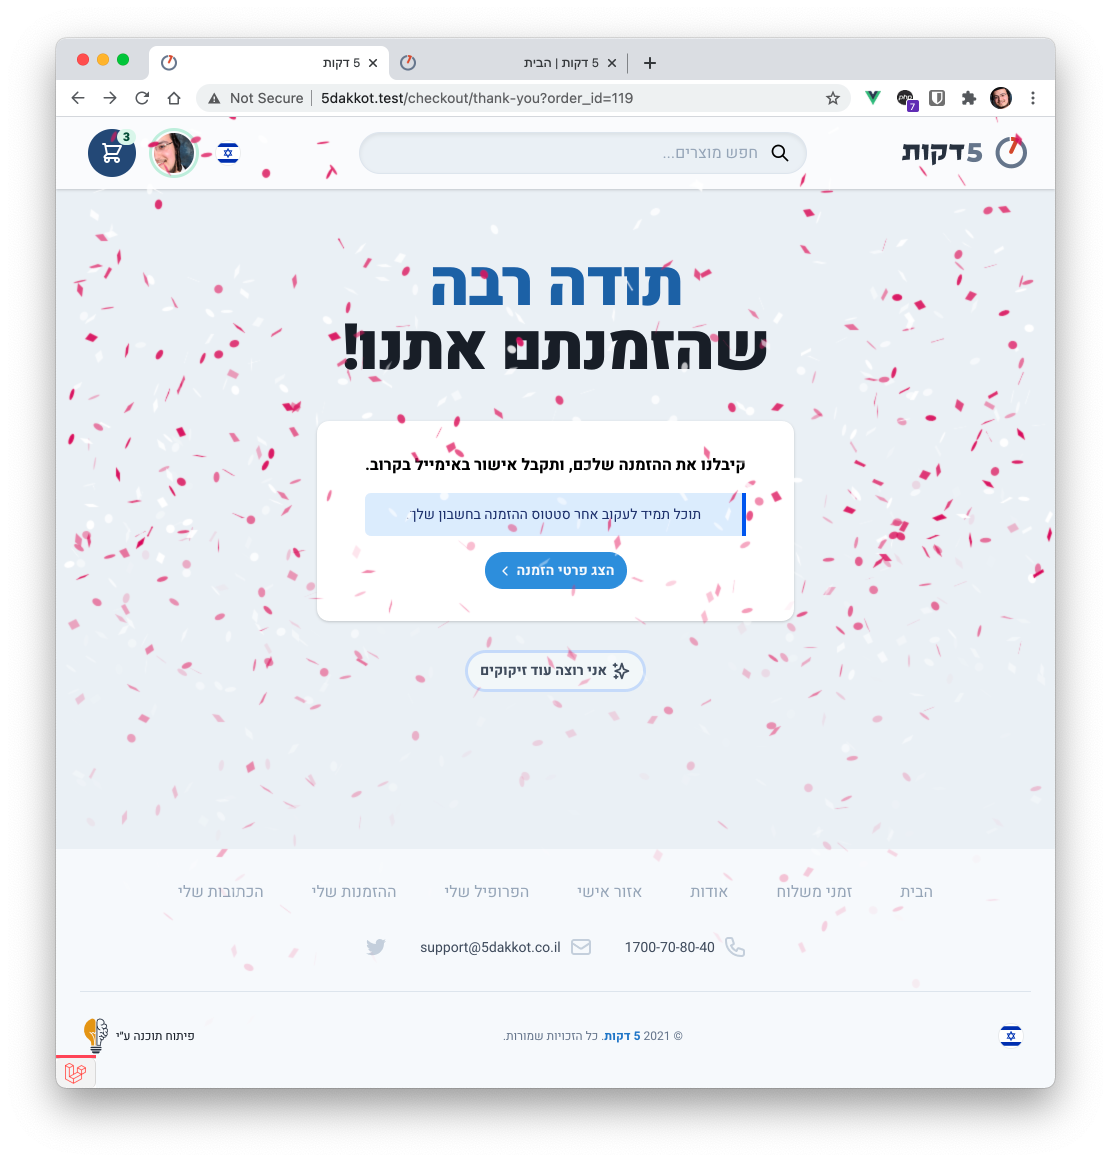 5 דקות
5 דקות | הבית
Not Secure
5dakkot.test/checkout/thank-you?order_id=119
php
7
3
חפש מוצרים...
5דקות
תודה רבה
שהזמנתם אתנו!
קיבלנו את ההזמנה שלכם, ותקבל אישור באימייל בקרוב.
תוכל תמיד לעקוב אחר סטטוס ההזמנה בחשבון שלך
הצג פרטי הזמנה
אני רוצה עוד זיקוקים
הבית
זמני משלוח
אודות
אזור אישי
הפרופיל שלי
ההזמנות שלי
הכתובות שלי
1700-70-80-40
support@5dakkot.co.il
© 2021 5 דקות. כל הזכויות שמורות.
פיתוח תוכנה ע"י